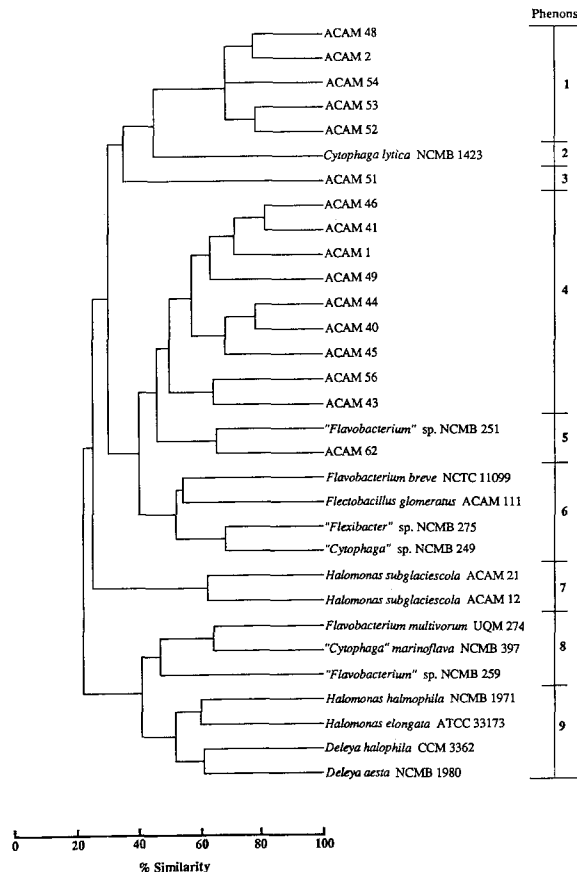 Phenons
ACAM 48
ACAM 2
ACAM 54
1
ACAM 53
ACAM 52
Cytophaga lytica NCMB 1423
2
ACAM 51
3
ACAM 46
ACAM 41
ACAM 1
ACAM 49
4
ACAM 44
ACAM 40
ACAM 45
ACAM 56
ACAM 43
"Flavobacterium" sp. NCMB 251
5
ACAM 62
Flavobacterium breve NCTC 11099
Flectobacillus glomeratus ACAM 111
6
"Flexibacter" sp. NCMB 275
"Cytophaga" sp. NCMB 249
Halomonas subglaciescola ACAM 21
7
Halomonas subglaciescola ACAM 12
Flavobacterium multivorum UQM 274
"Cytophaga" marinoflava NCMB 397
8
"Flavobacterium" sp. NCMB 259
Halomonas halmophila NCMB 1971
Halomonas elongata ATCC 33173
9
Deleya halophila CCM 3662
Deleya aesta NCMB 1980
0 20 40 60 80 100
% Similarity